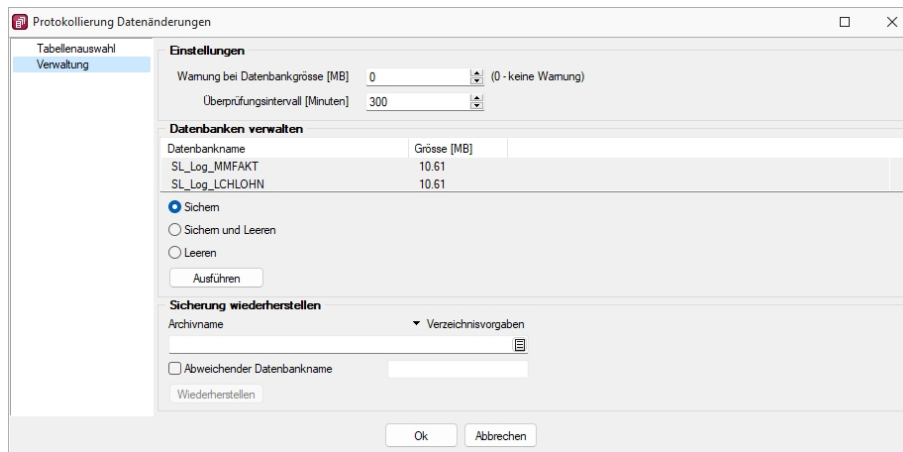 Protokollierung Datenänderungen
Tabellenauswahl
Verwaltung
Einstellungen
Warnung bei Datenbankgrösse [MB] 0 (0 - keine Warnung)
Überprüfungsintervall [Minuten] 300
Datenbanken verwalten
Datenbankname Grösse [MB]
SL_Log_MMFAKT 10.61
SL_Log_LCHLOHN 10.61
Sichern
Sichern und Leeren
Leeren
Ausführen
Sicherung wiederherstellen
Archivname Verzeichnisvorgaben
Abweichender Datenbankname
Wiederherstellen
Ok Abbrechen